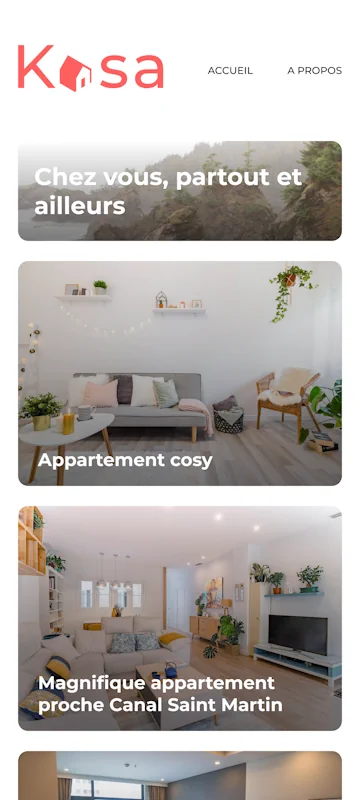 Kasa
ACCUEIL
A PROPOS
Chez vous, partout et
ailleurs
Appartement cosy
Magnifique appartement
proche Canal Saint Martin